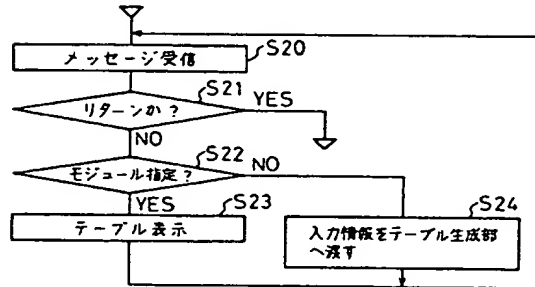 メッセージ受信
S20
リターンか?
S21
YES
NO
モジュール指定?
S22
NO
YES
テーブル表示
S23
S24
入力情報をテーブル生成部
へ渡す